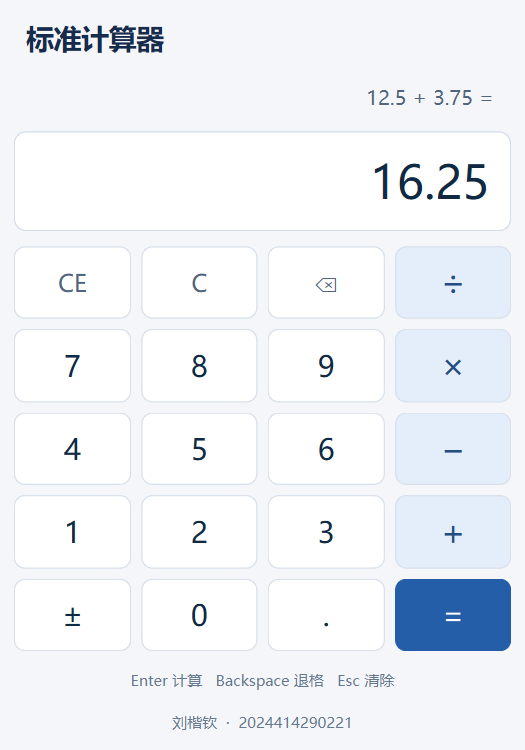 标准计算器
12.5 + 3.75 =
16.25
CE C ⌫ ÷
7 8 9 ×
4 5 6 −
1 2 3 +
± 0 . =
Enter 计算 Backspace 退格 Esc 清除
刘楷钦 · 2024414290221